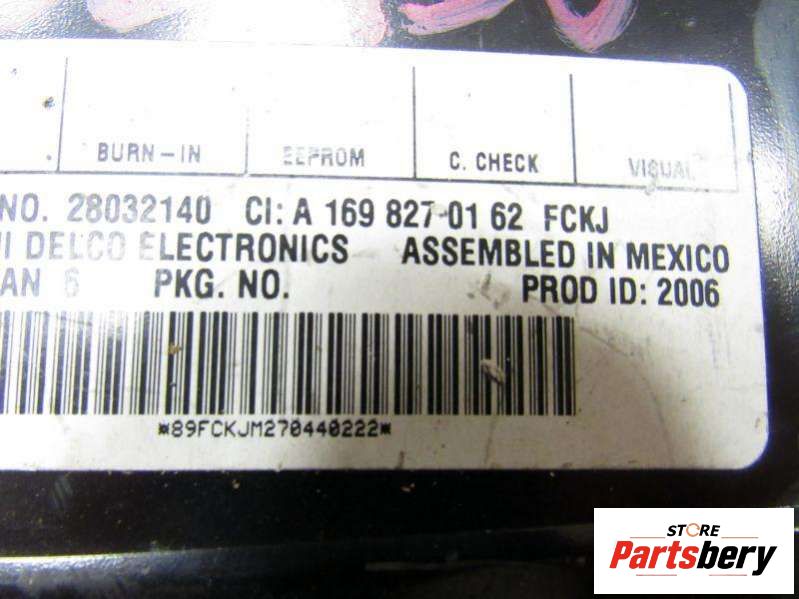 BURN-IN EEPROM C. CHECK VISUAL
NO. 28032140 CI: A 169 827-01 62 FCKJ
DELCO ELECTRONICS ASSEMBLED IN MEXICO
AN 6 PKG. NO. PROD ID: 2006
*89FCKJM270440222*
STORE
Partsbery